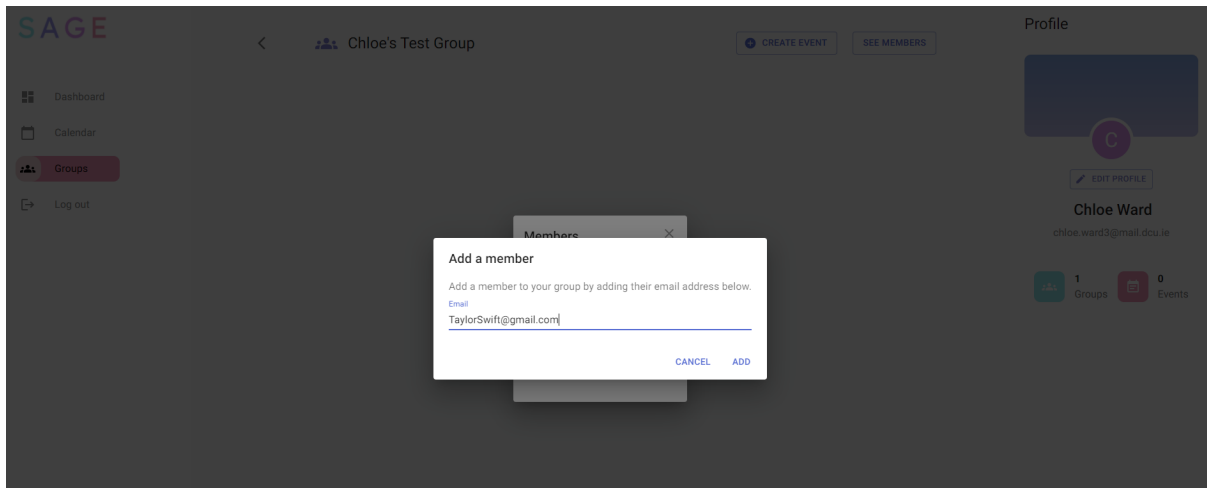 SAGE
Dashboard
Calendar
Groups
Log out
Chloe's Test Group
CREATE EVENT
SEE MEMBERS
Members
Add a member
Add a member to your group by adding their email address below.
Email
TaylorSwift@gmail.com
CANCEL
ADD
Profile
C
EDIT PROFILE
Chloe Ward
chloe.ward3@mail.dcu.ie
1
Groups
0
Events